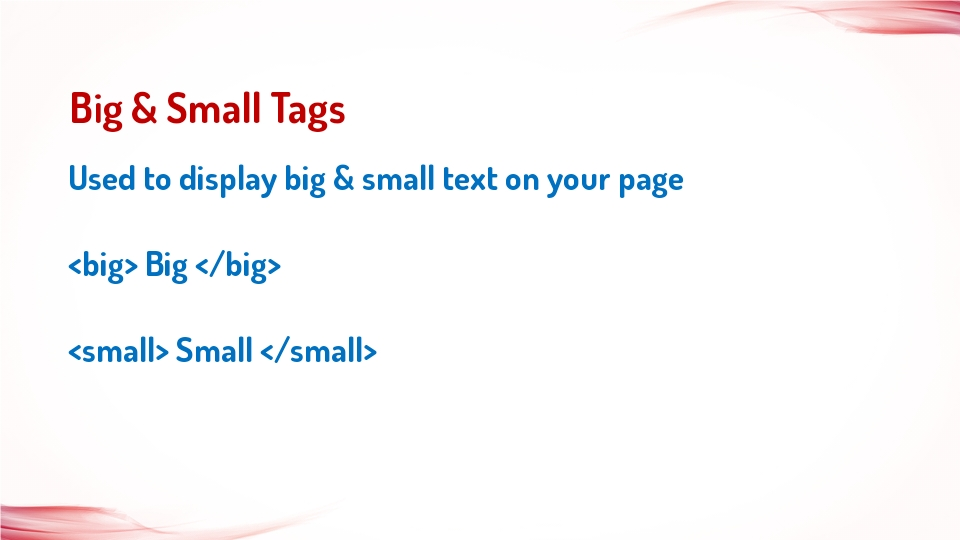 Big & Small Tags
Used to display big & small text on your page
<big> Big </big>
<small> Small </small>